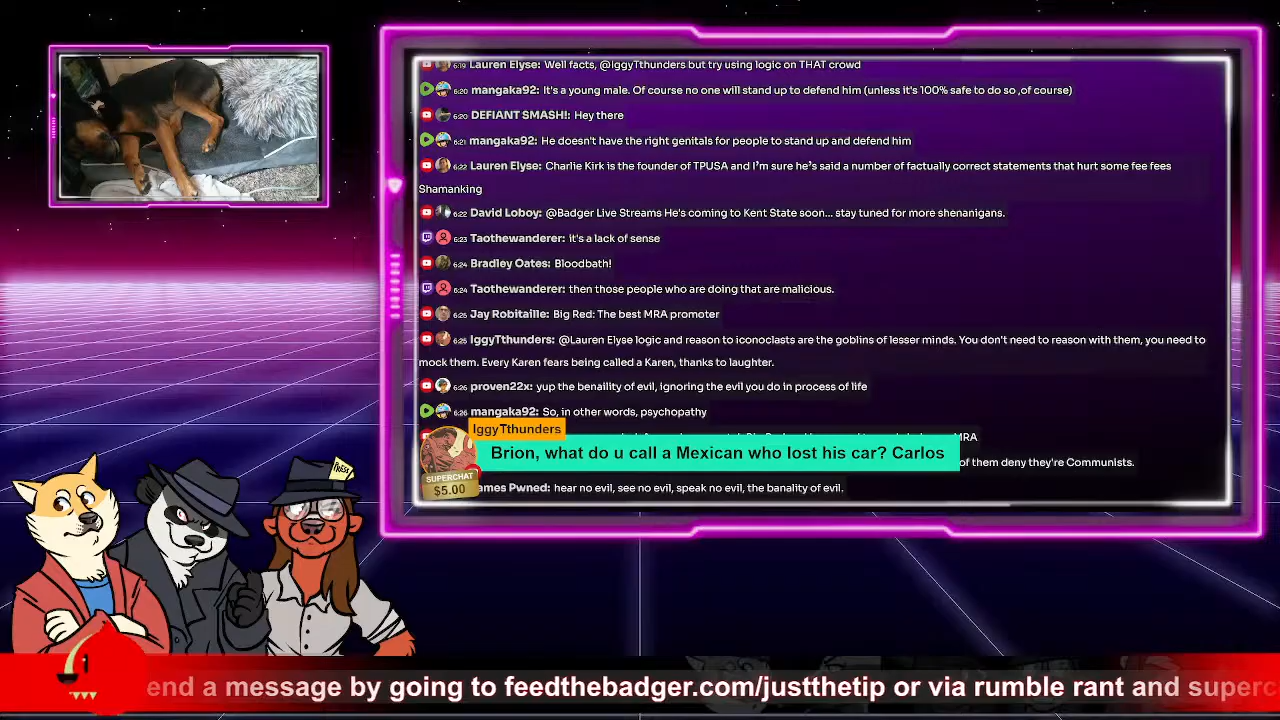 6:19 Lauren Elyse: Well facts, @IggyTthunders but try using logic on THAT crowd
6:20 mangaka92: It's a young male. Of course no one will stand up to defend him (unless it's 100% safe to do so ,of course)
6:20 DEFIANT SMASH!: Hey there
6:21 mangaka92: He doesn't have the right genitals for people to stand up and defend him
6:22 Lauren Elyse: Charlie Kirk is the founder of TPUSA and I'm sure he's said a number of factually correct statements that hurt some fee fees
Shamanking
6:22 David Loboy: @Badger Live Streams He's coming to Kent State soon... stay tuned for more shenanigans.
6:23 Taothewanderer: it's a lack of sense
6:24 Bradley Oates: Bloodbath!
6:24 Taothewanderer: then those people who are doing that are malicious.
6:25 Jay Robitaille: Big Red: The best MRA promoter
6:25 IggyTthunders: @Lauren Elyse logic and reason to iconoclasts are the goblins of lesser minds. You don't need to reason with them, you need to
mock them. Every Karen fears being called a Karen, thanks to laughter.
6:26 proven22x: yup the benaility of evil, ignoring the evil you do in process of life
6:26 mangaka92: So, in other words, psychopathy
IggyTthunders
MRA
Brion, what do u call a Mexican who lost his car? Carlos
of them deny they're Communists.
SUPERCHAT
$5.00
ames Pwned: hear no evil, see no evil, speak no evil, the banality of evil.
PRESS
end a message by going to feedthebadger.com/justthetip or via rumble rant and superc